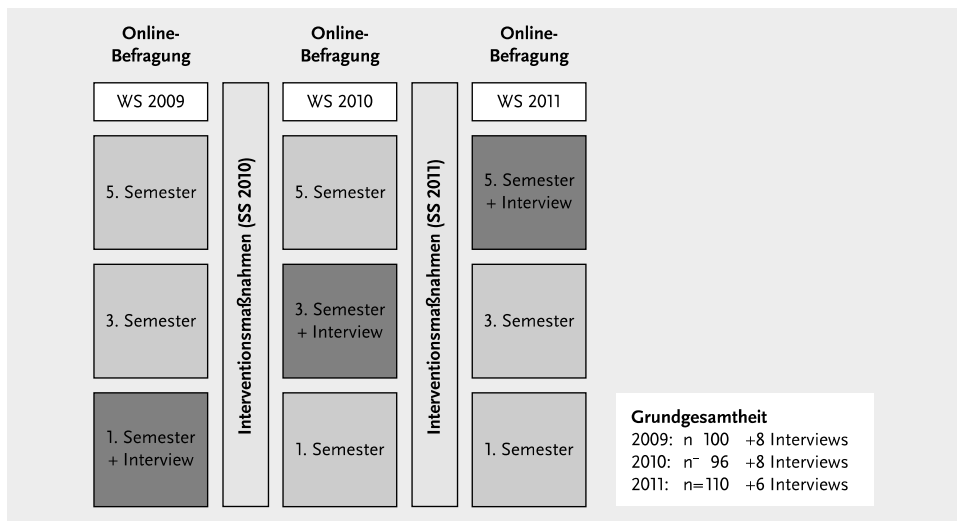 Online-
Befragung
WS 2009
5. Semester
3. Semester
1. Semester
+ Interview
Interventionsmaßnahmen (SS 2010)
Online-
Befragung
WS 2010
5. Semester
3. Semester
+ Interview
1. Semester
Interventionsmaßnahmen (SS 2011)
Online-
Befragung
WS 2011
5. Semester
+ Interview
3. Semester
1. Semester
Grundgesamtheit
2009: n 100 +8 Interviews
2010: n⁻ 96 +8 Interviews
2011: n=110 +6 Interviews